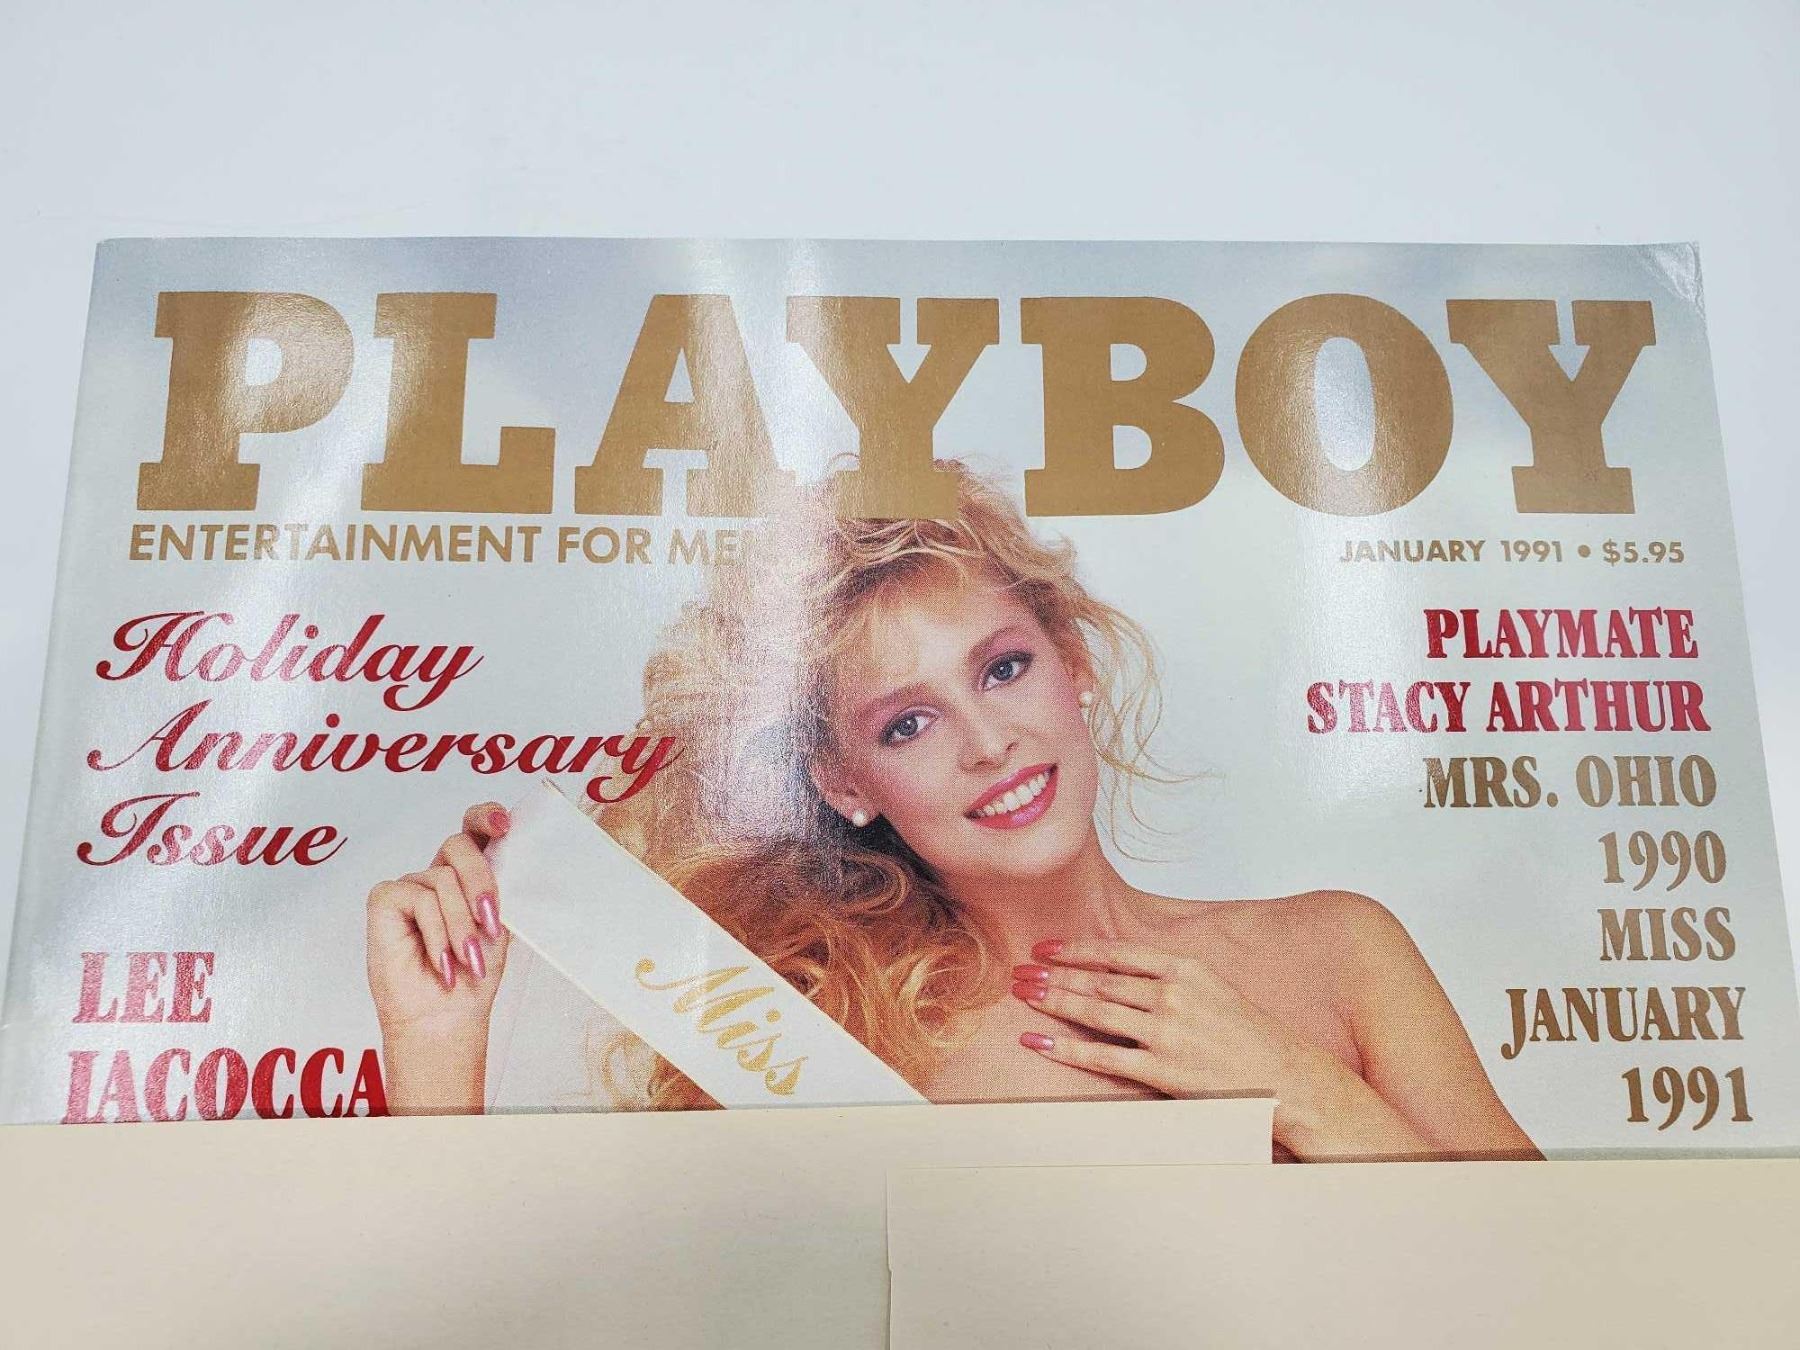 PLAYBOY
ENTERTAINMENT FOR MEN
JANUARY 1991 • $5.95
Holiday
Anniversary
Issue
LEE
IACOCCA
Miss
PLAYMATE
STACY ARTHUR
MRS. OHIO
1990
MISS
JANUARY
1991